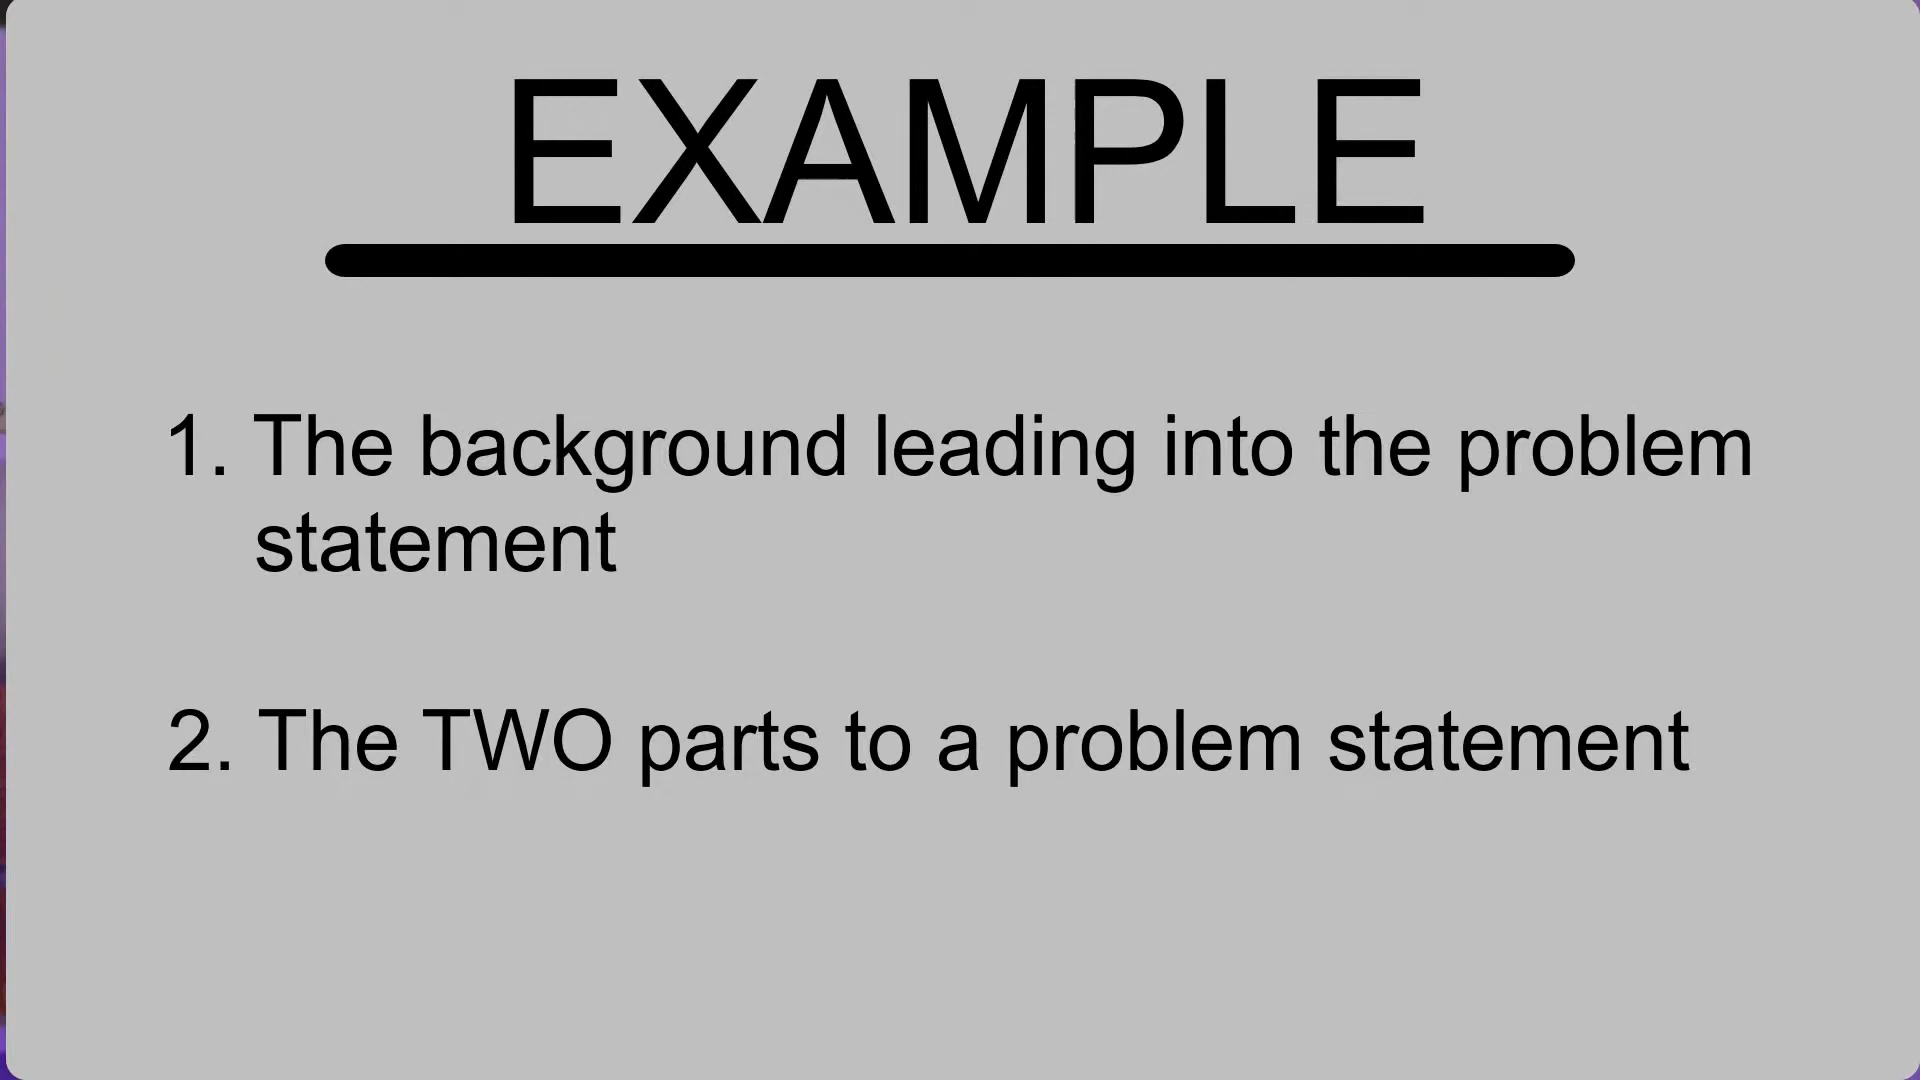 EXAMPLE
1. The background leading into the problem
statement
2. The TWO parts to a problem statement